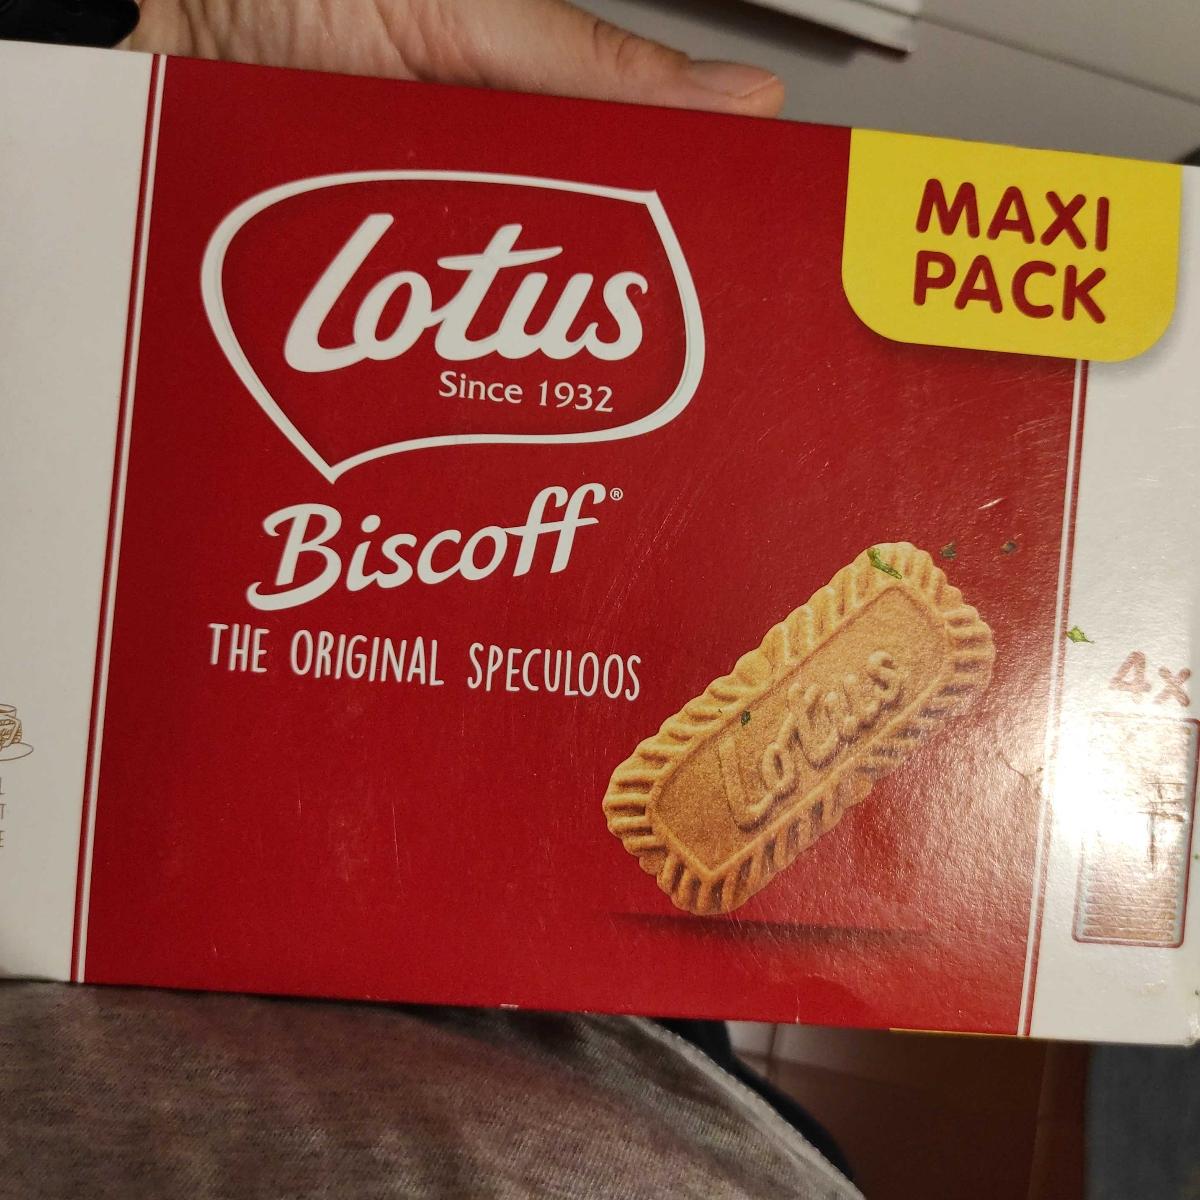 MAXI
PACK
Lotus
Since 1932
Biscoff®
THE ORIGINAL SPECULOOS
Lotus
4x